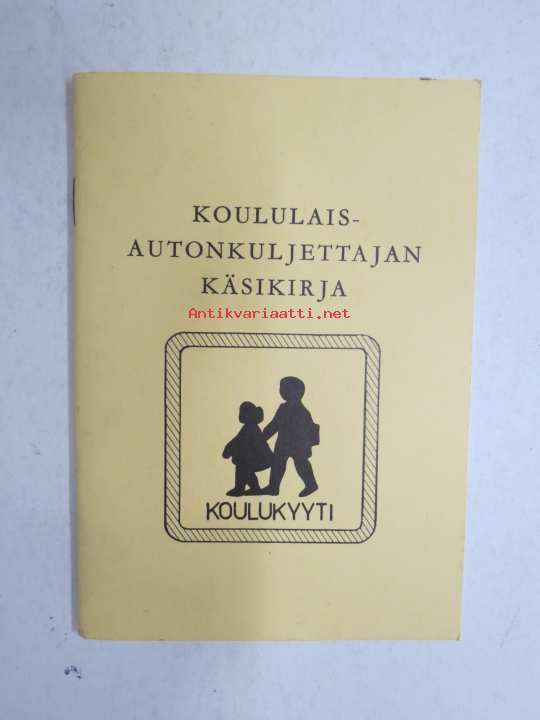 KOULULAIS-
AUTONKULJETTAJAN
KÄSIKIRJA
Antikvariaatti.net
KOULUKYYTI